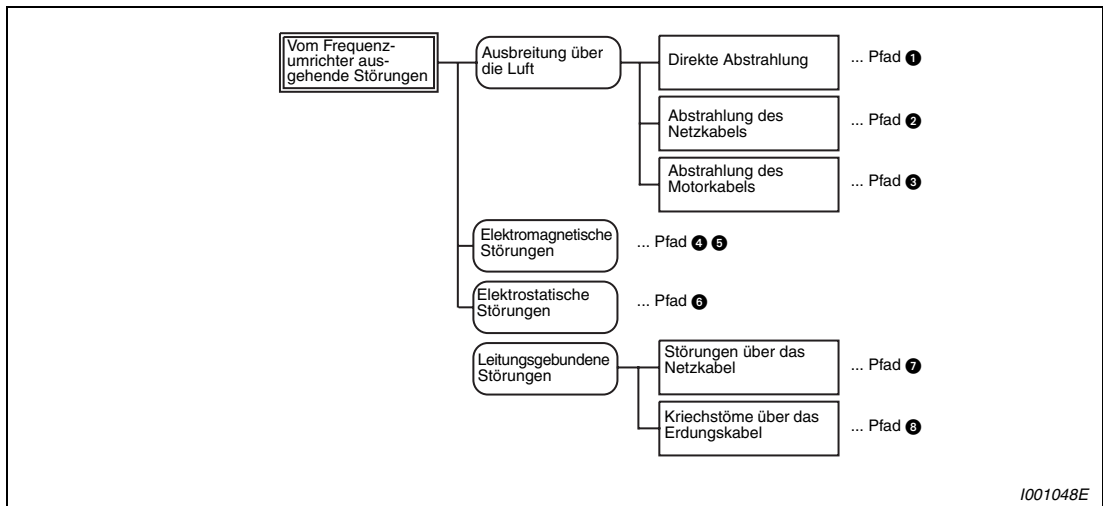 Vom Frequenz-
umrichter aus-
gehende Störungen
Ausbreitung über
die Luft
Direkte Abstrahlung
... Pfad ❶
Abstrahlung des
Netzkabels
... Pfad ❷
Abstrahlung des
Motorkabels
... Pfad ❸
Elektromagnetische
Störungen
... Pfad ❹ ❺
Elektrostatische
Störungen
... Pfad ❻
Leitungsgebundene
Störungen
Störungen über das
Netzkabel
... Pfad ❼
Kriechstöme über das
Erdungskabel
... Pfad ❽
I001048E